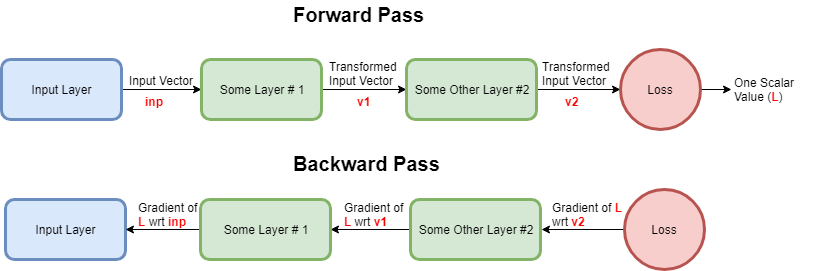 Forward Pass
Input Layer
Input Vector
inp
Some Layer # 1
Transformed
Input Vector
v1
Some Other Layer #2
Transformed
Input Vector
v2
Loss
One Scalar
Value (L)
Backward Pass
Input Layer
Gradient of
L wrt inp
Some Layer # 1
Gradient of
L wrt v1
Some Other Layer #2
Gradient of L
wrt v2
Loss